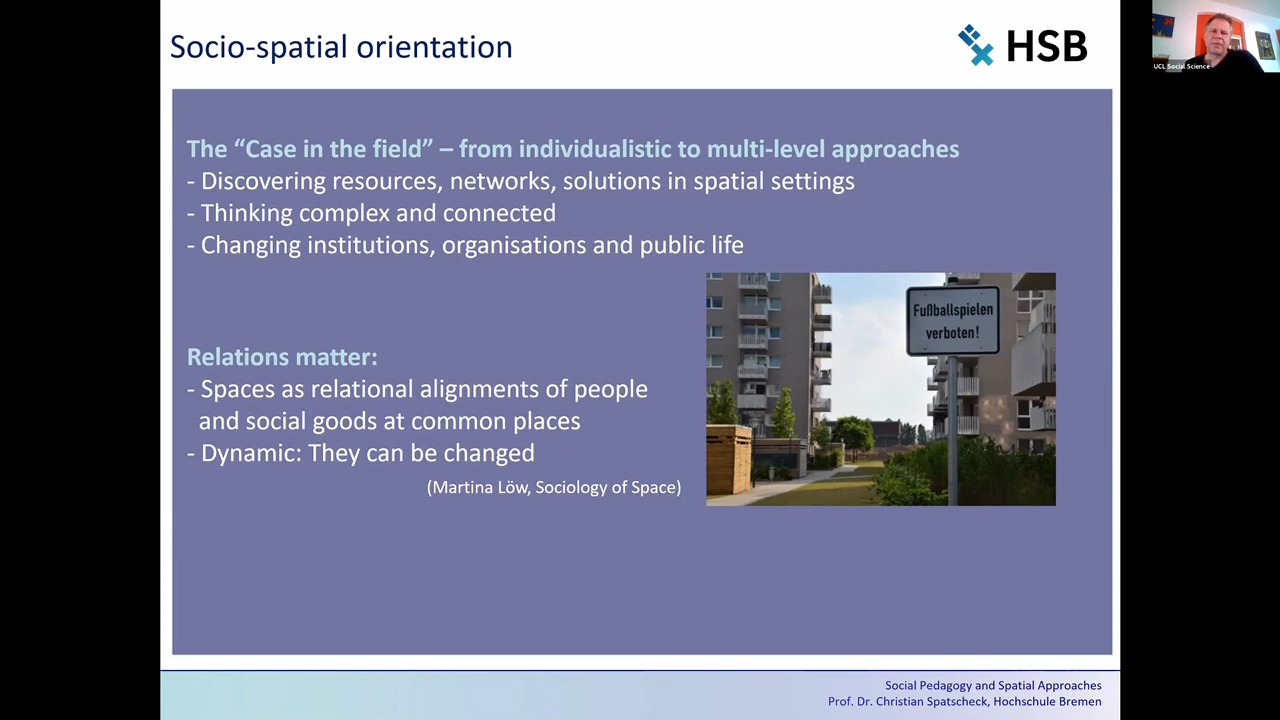 Socio-spatial orientation
HSB
UCL Social Science
The “Case in the field” – from individualistic to multi-level approaches
- Discovering resources, networks, solutions in spatial settings
- Thinking complex and connected
- Changing institutions, organisations and public life
Fußballspielen
verboten!
Relations matter:
- Spaces as relational alignments of people
and social goods at common places
- Dynamic: They can be changed
(Martina Löw, Sociology of Space)
Social Pedagogy and Spatial Approaches
Prof. Dr. Christian Spatscheck, Hochschule Bremen